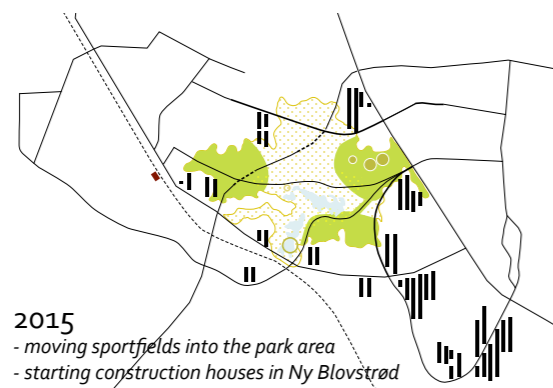 2015
- moving sportfields into the park area
- starting construction houses in Ny Blovstrød